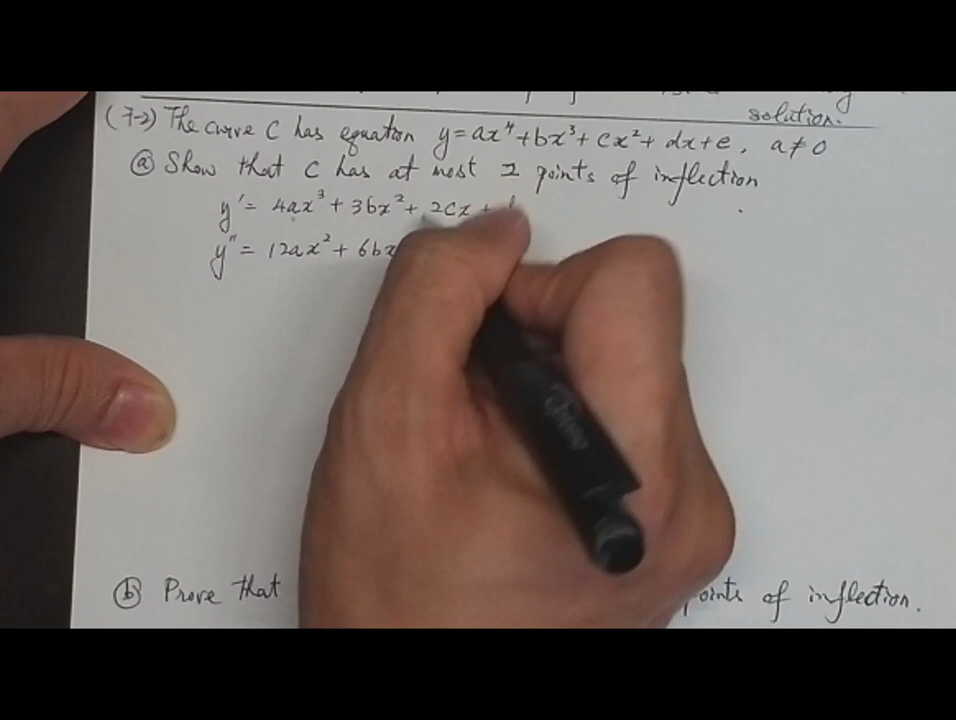 solution.
(7-2) The curve C has equation y = ax⁴ + bx³ + cx² + dx + e, a ≠ 0
ⓐ Show that C has at most 2 points of inflection
y' = 4ax³ + 3bx² + 2cx +
y" = 12ax² + 6bx
ⓑ Prove that points of inflection.